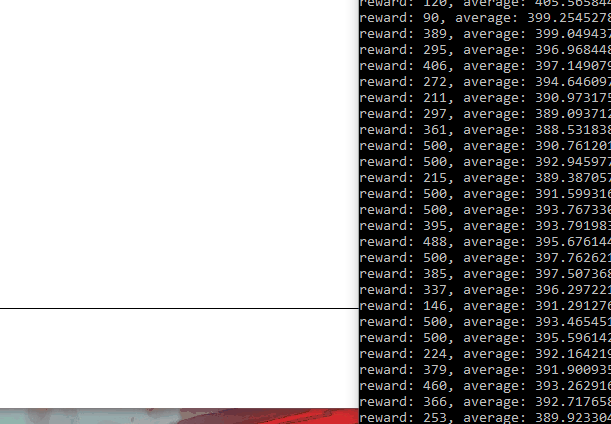 reward: 120, average: 405.565844
reward: 90, average: 399.2545278
reward: 389, average: 399.049437
reward: 295, average: 396.968448
reward: 406, average: 397.149079
reward: 272, average: 394.646097
reward: 211, average: 390.973175
reward: 297, average: 389.093712
reward: 361, average: 388.531838
reward: 500, average: 390.761201
reward: 500, average: 392.945977
reward: 215, average: 389.387057
reward: 500, average: 391.599316
reward: 500, average: 393.767330
reward: 395, average: 393.791983
reward: 488, average: 395.676144
reward: 500, average: 397.762621
reward: 385, average: 397.507368
reward: 337, average: 396.297221
reward: 146, average: 391.291276
reward: 500, average: 393.465451
reward: 500, average: 395.596142
reward: 224, average: 392.164219
reward: 379, average: 391.900935
reward: 460, average: 393.262916
reward: 366, average: 392.717658
reward: 253, average: 389.923304